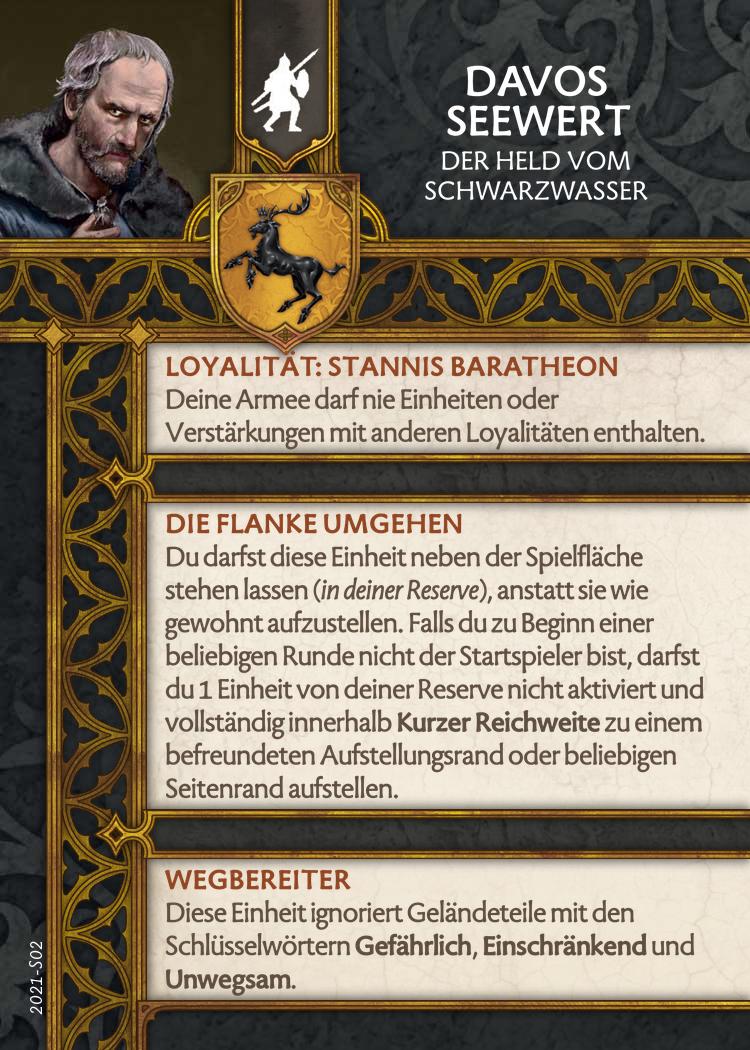 DAVOS
SEEWERT
DER HELD VOM
SCHWARZWASSER
LOYALITÄT: STANNIS BARATHEON
Deine Armee darf nie Einheiten oder
Verstärkungen mit anderen Loyalitäten enthalten.
DIE FLANKE UMGEHEN
Du darfst diese Einheit neben der Spielfläche
stehen lassen (in deiner Reserve), anstatt sie wie
gewohnt aufzustellen. Falls du zu Beginn einer
beliebigen Runde nicht der Startspieler bist, darfst
du 1 Einheit von deiner Reserve nicht aktiviert und
vollständig innerhalb Kurzer Reichweite zu einem
befreundeten Aufstellungsrand oder beliebigen
Seitenrand aufstellen.
WEGBEREITER
Diese Einheit ignoriert Geländeteile mit den
Schlüsselwörtern Gefährlich, Einschränkend und
Unwegsam.
2021-S02